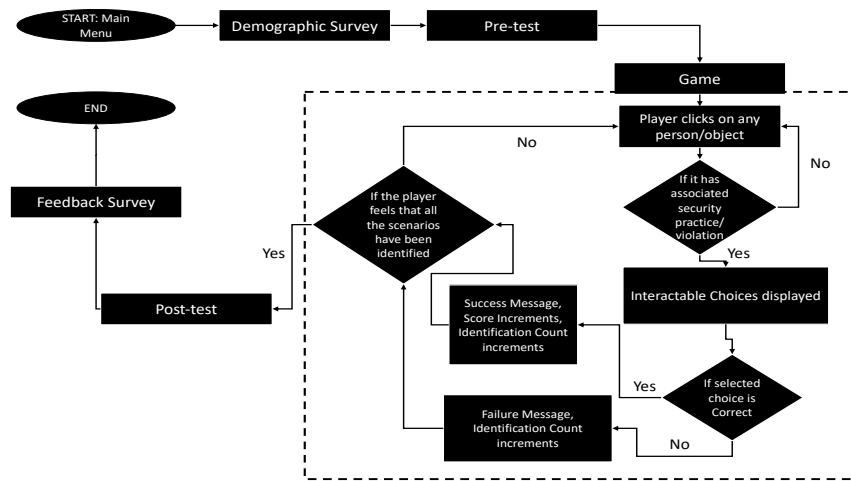 START: Main
Menu
Demographic Survey
Pre-test
Game
Player clicks on any
person/object
No
If it has
associated
security
practice/
violation
Yes
Interactable Choices displayed
If selected
choice is
Correct
Yes
Success Message,
Score Increments,
Identification Count
increments
No
Failure Message,
Identification Count
increments
If the player
feels that all
the scenarios
have been
identified
No
Yes
Post-test
Feedback Survey
END